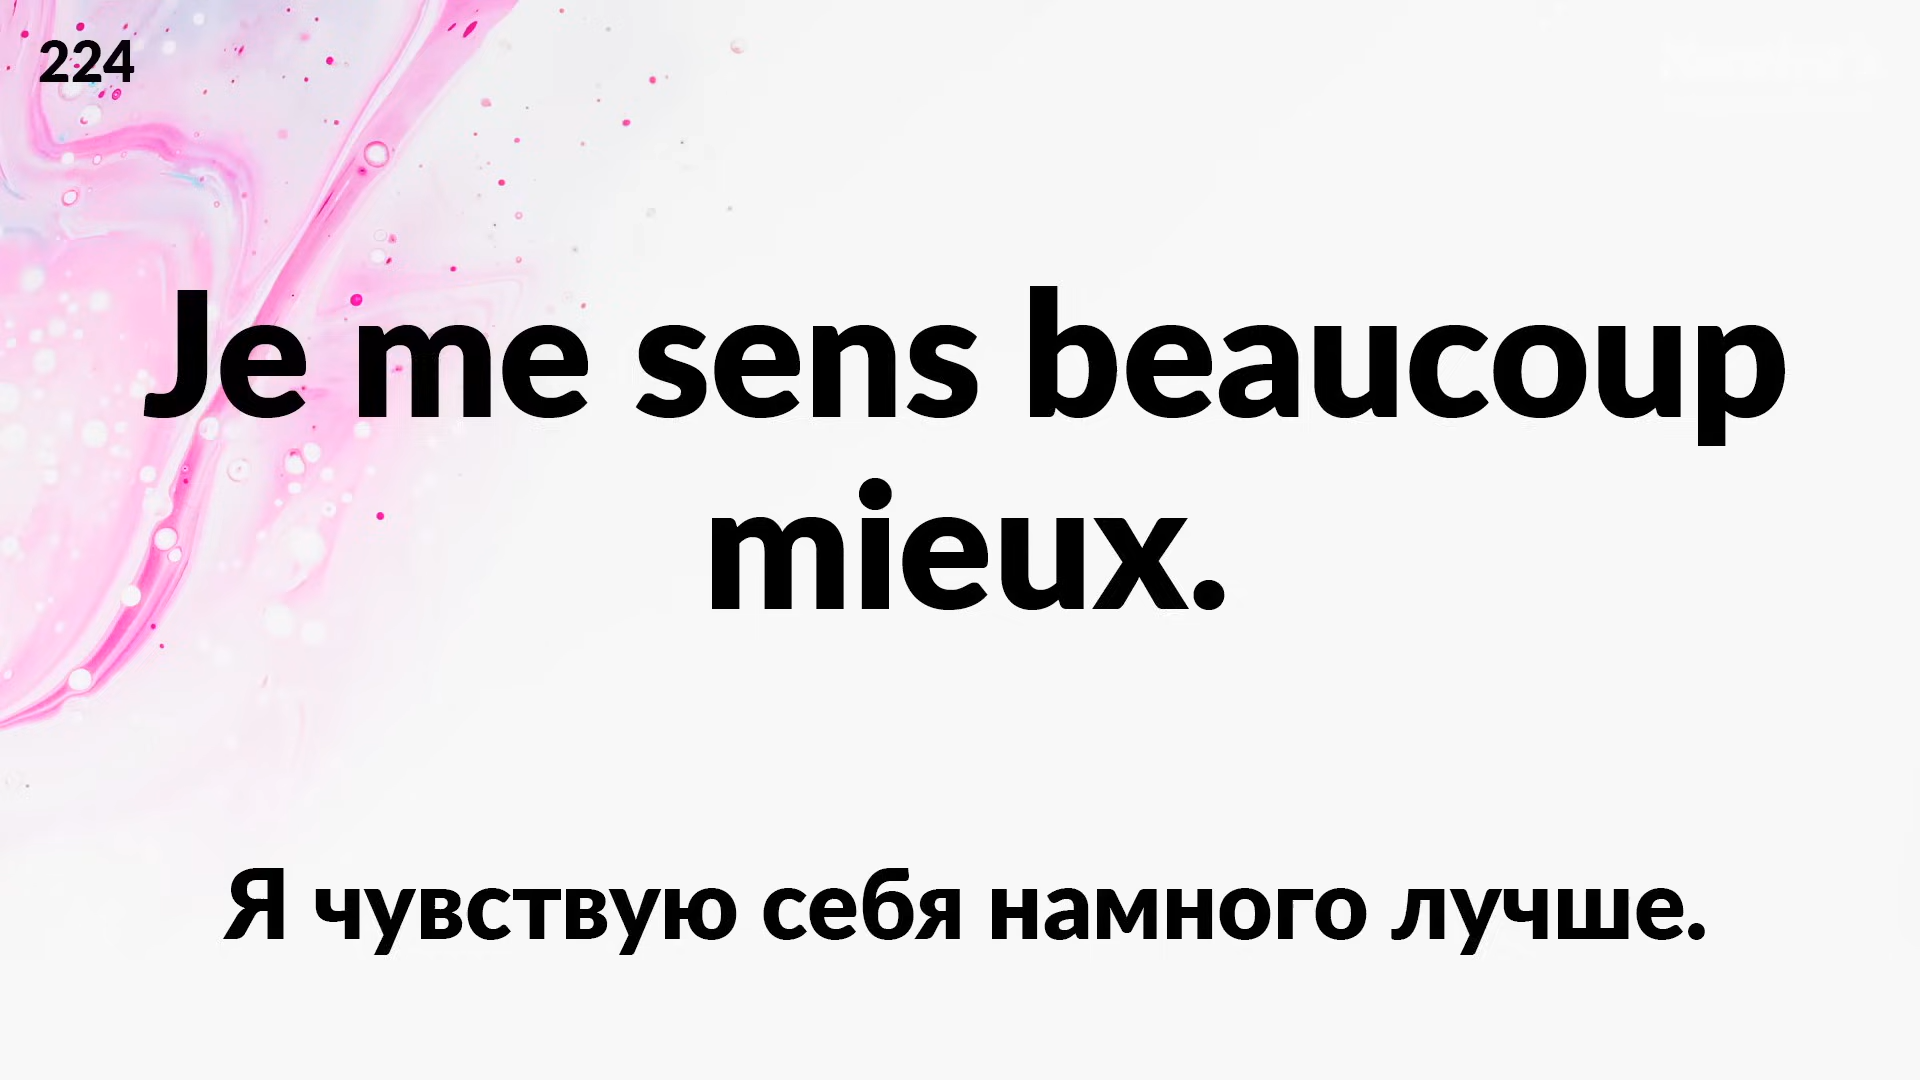 224
Je me sens beaucoup
mieux.
Я чувствую себя намного лучше.